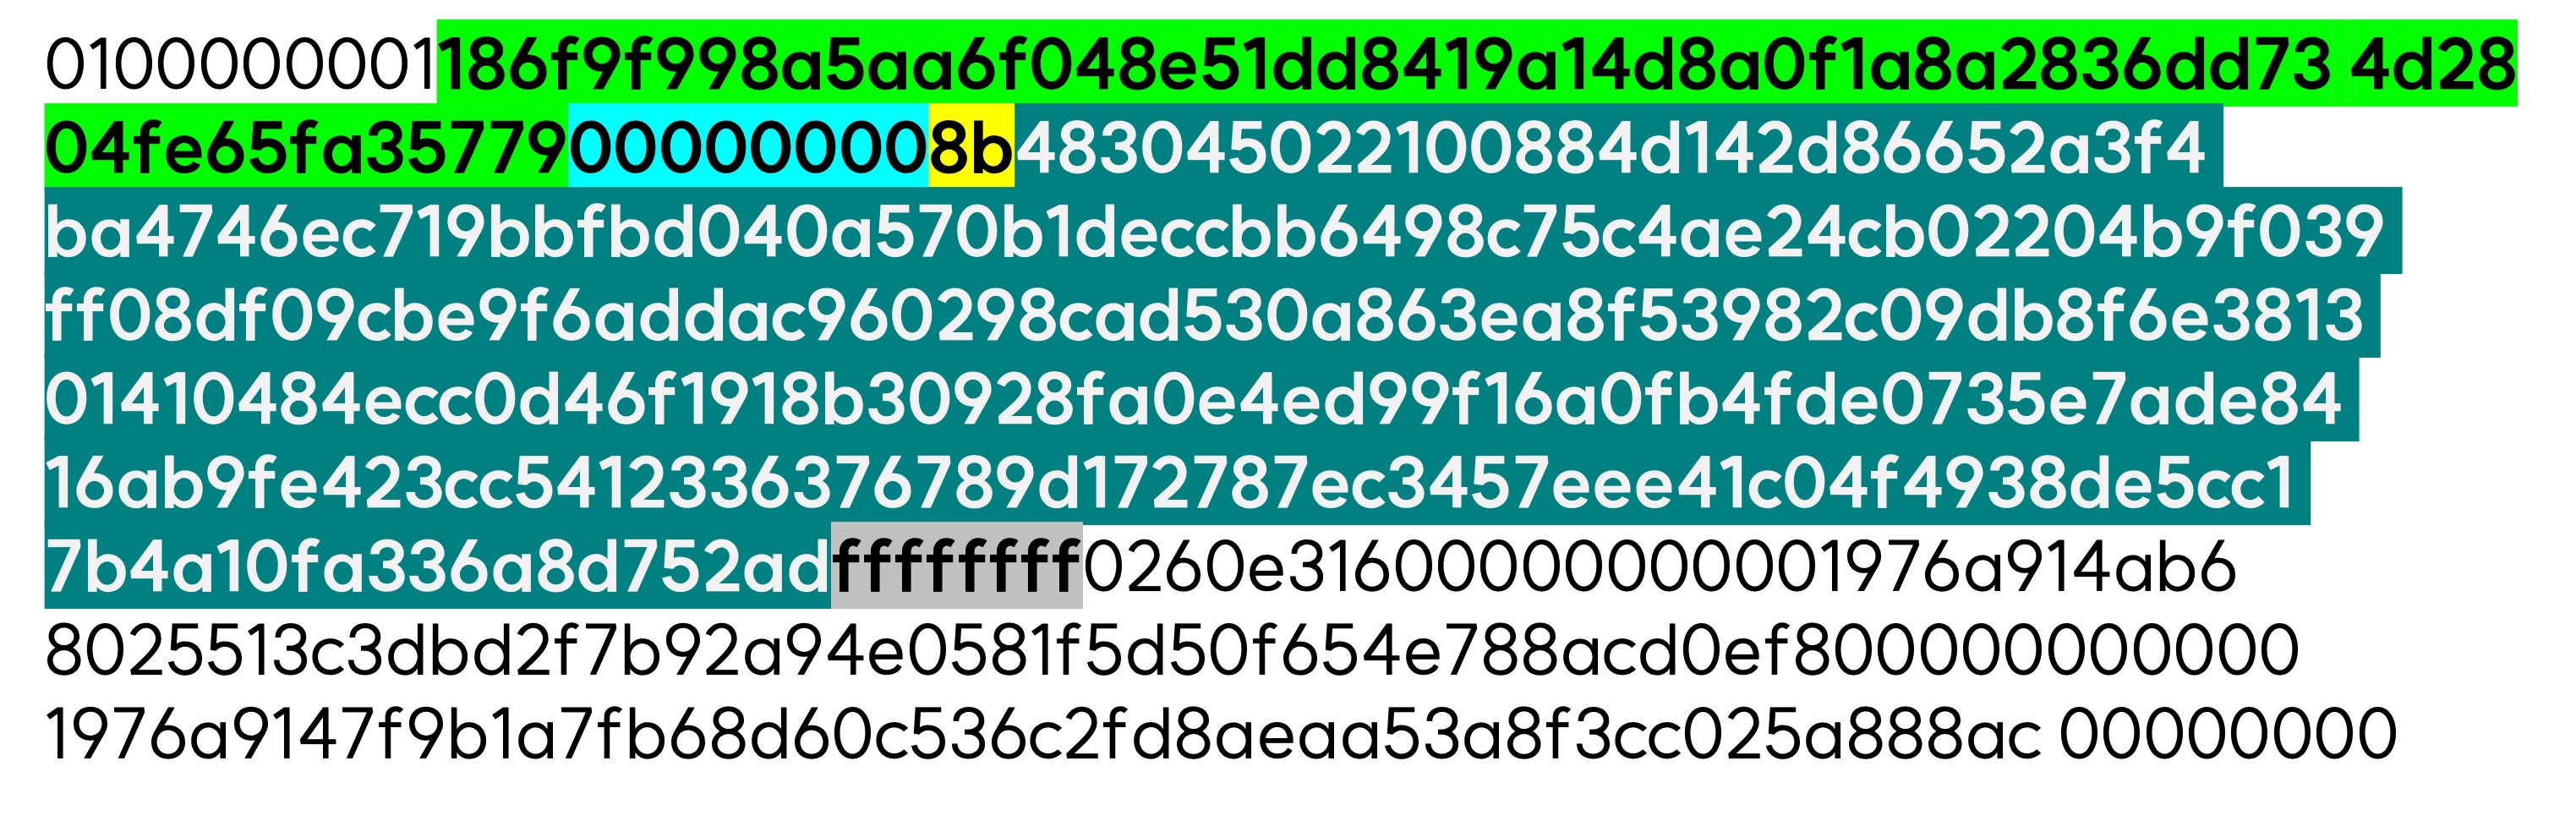 0100000001186f9f998a5aa6f048e51dd8419a14d8a0f1a8a2836dd73 4d28
04fe65fa35779000000008b483045022100884d142d86652a3f4
ba4746ec719bbfbd040a570b1deccbb6498c75c4ae24cb02204b9f039
ff08df09cbe9f6addac960298cad530a863ea8f53982c09db8f6e3813
01410484ecc0d46f1918b30928fa0e4ed99f16a0fb4fde0735e7ade84
16ab9fe423cc5412336376789d172787ec3457eee41c04f4938de5cc1
7b4a10fa336a8d752adffffffff0260e31600000000001976a914ab6
8025513c3dbd2f7b92a94e0581f5d50f654e788acd0ef800000000000
1976a9147f9b1a7fb68d60c536c2fd8aeaa53a8f3cc025a888ac 00000000